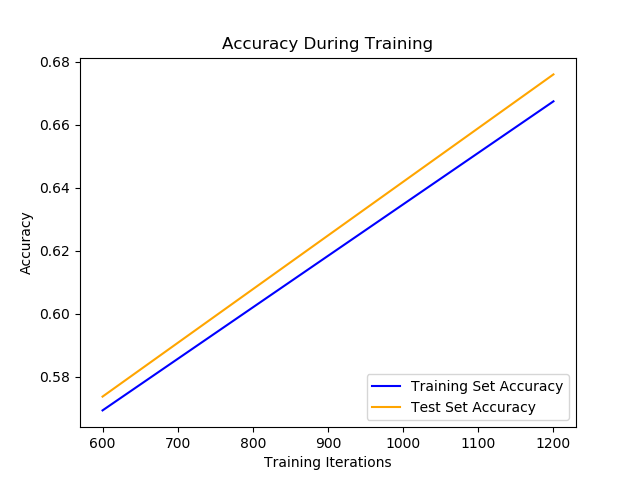 Accuracy During Training
0.68
0.66
0.64
0.62
0.60
0.58
Accuracy
Training Set Accuracy
Test Set Accuracy
600 700 800 900 1000 1100 1200
Training Iterations